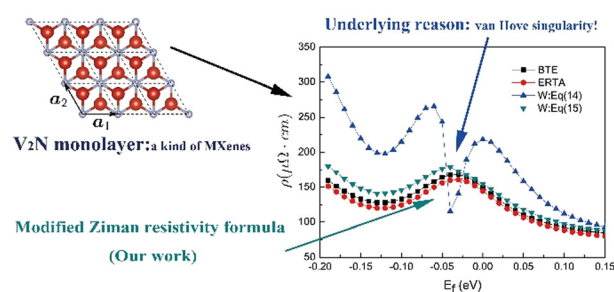 Underlying reason: van Hove singularity!
a₂
a₁
V2N monolayer; a kind of MXenes
Modified Ziman resistivity formula
(Our work)
350
300
250
200
150
100
50
ρ(μΩ · cm)
BTE
ERTA
W:Eq(14)
W:Eq(15)
-0.20 -0.15 -0.10 -0.05 0.00 0.05 0.10 0.15
E_f (eV)